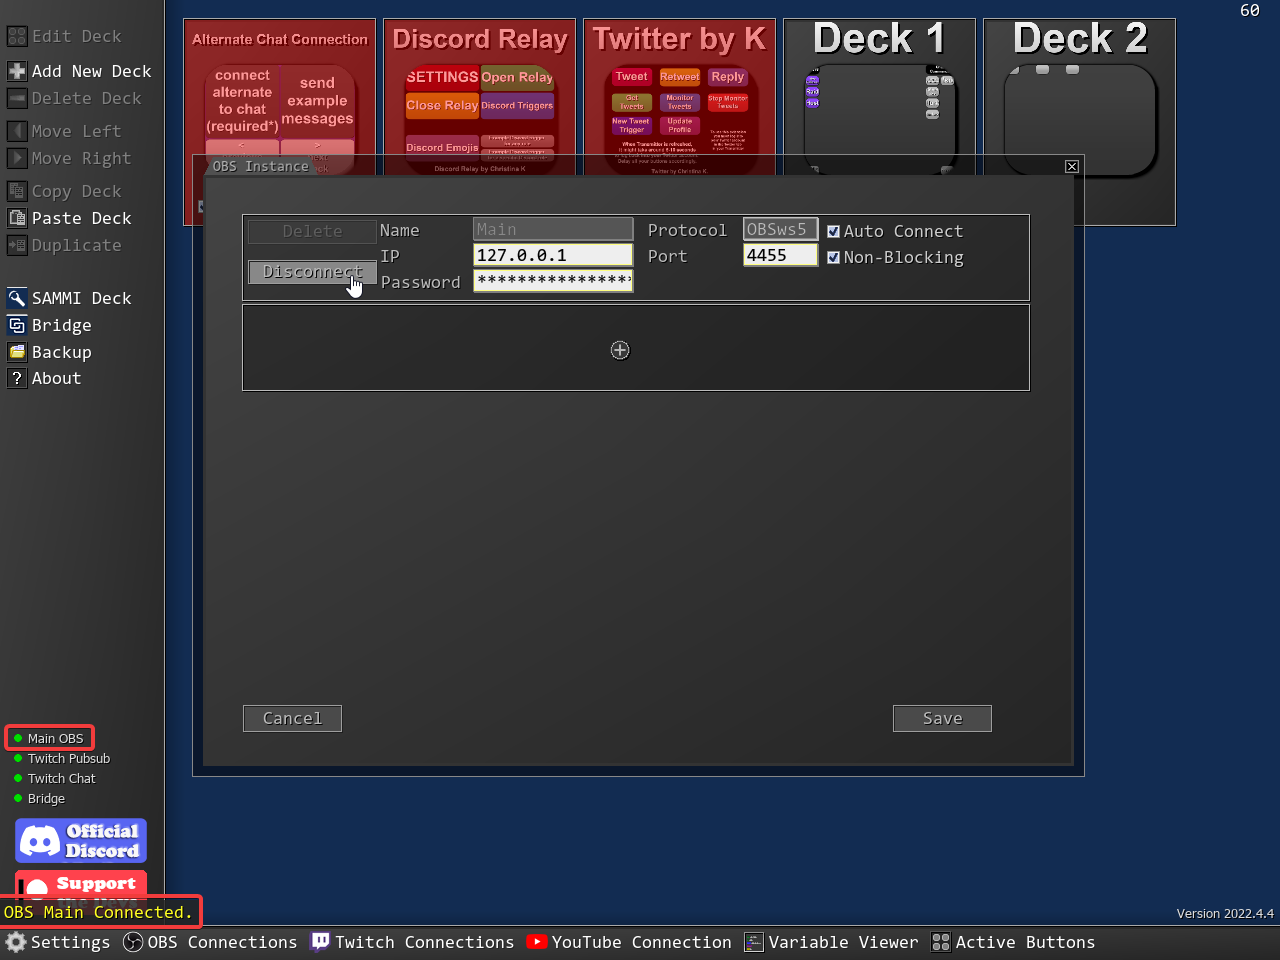 60
Edit Deck
Add New Deck
Delete Deck
Move Left
Move Right
Copy Deck
Paste Deck
Duplicate
SAMMI Deck
Bridge
Backup
About
Alternate Chat Connection
connect alternate to chat (required*)
send example messages
Discord Relay
SETTINGS
Open Relay
Close Relay
Discord Triggers
Discord Emojis
Discord Relay by Christina K
Twitter by K
Tweet
Retweet
Reply
Get Tweets
Monitor Tweets
Stop Monitor Tweets
New Tweet Trigger
Update Profile
When Transmitter is refreshed,
Twitter by Christina K
Deck 1
Deck 2
OBS Instance
Delete
Name
Main
Protocol
OBSws5
Auto Connect
IP
127.0.0.1
Port
4455
Non-Blocking
Disconnect
Password
****************
Cancel
Save
Main OBS
Twitch Pubsub
Twitch Chat
Bridge
Official Discord
Support
OBS Main Connected.
Version 2022.4.4
Settings
OBS Connections
Twitch Connections
YouTube Connection
Variable Viewer
Active Buttons